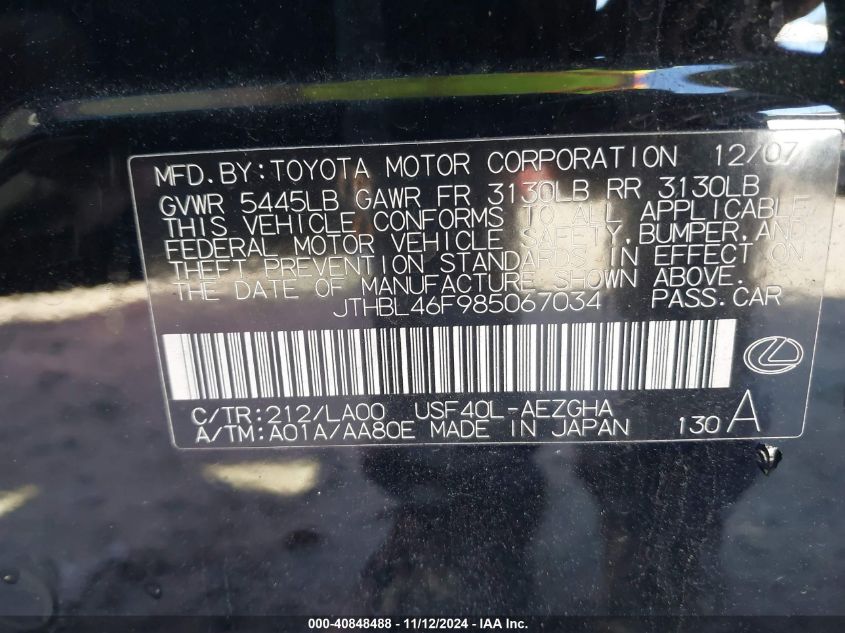 MFD.BY:TOYOTA MOTOR CORPORATION 12/07
GVWR 5445LB GAWR FR 3130LB RR 3130LB
THIS VEHICLE CONFORMS TO ALL APPLICABLE
FEDERAL MOTOR VEHICLE SAFETY, BUMPER, AND
THEFT PREVENTION STANDARDS IN EFFECT ON
THE DATE OF MANUFACTURE SHOWN ABOVE.
JTHBL46F985067034 PASS.CAR
C/TR:212/LA00 USF40L-AEZGHA
A/TM:A01A/AA80E MADE IN JAPAN 130 A
000-40848488 - 11/12/2024 - IAA Inc.